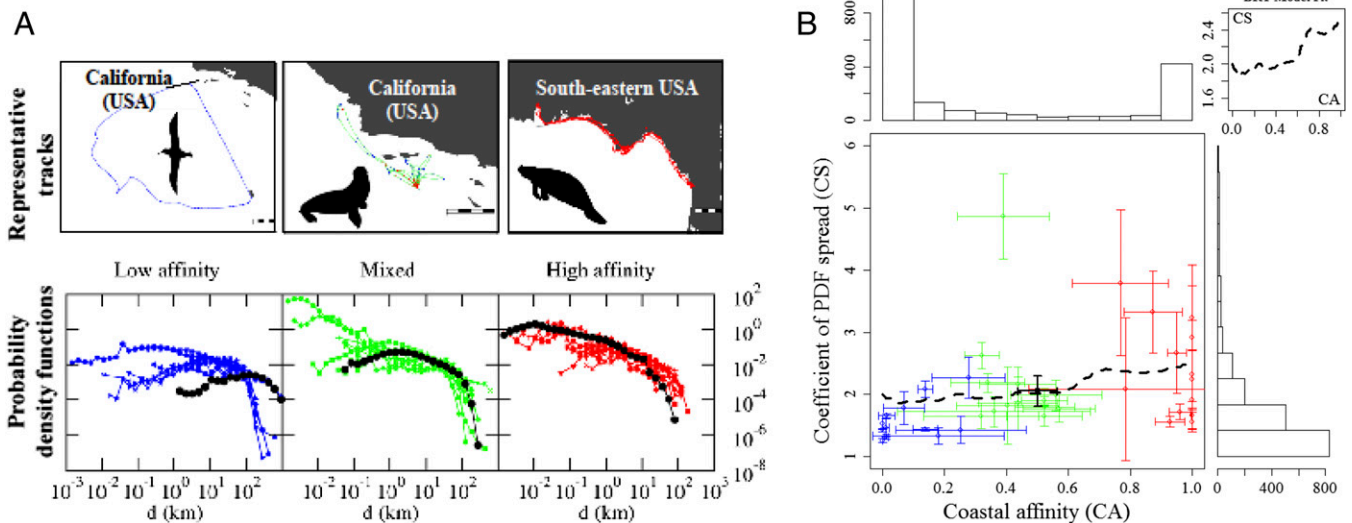 A
Representative
tracks
California
(USA)
California
(USA)
South-eastern USA
Low affinity
Mixed
High affinity
Probability
density functions
10^2
10^0
10^-2
10^-4
10^-6
10^-8
10^-3 10^-2 10^-1 10^0 10^1 10^2
10^-2 10^-1 10^0 10^1 10^2
10^-2 10^-1 10^0 10^1 10^2 10^3
d (km)
d (km)
d (km)
B
800
400
0
CS
2.4
2.0
1.6
CA
0.0 0.4 0.8
Coefficient of PDF spread (CS)
6
5
4
3
2
1
0.0 0.2 0.4 0.6 0.8 1.0
Coastal affinity (CA)
0 400 800